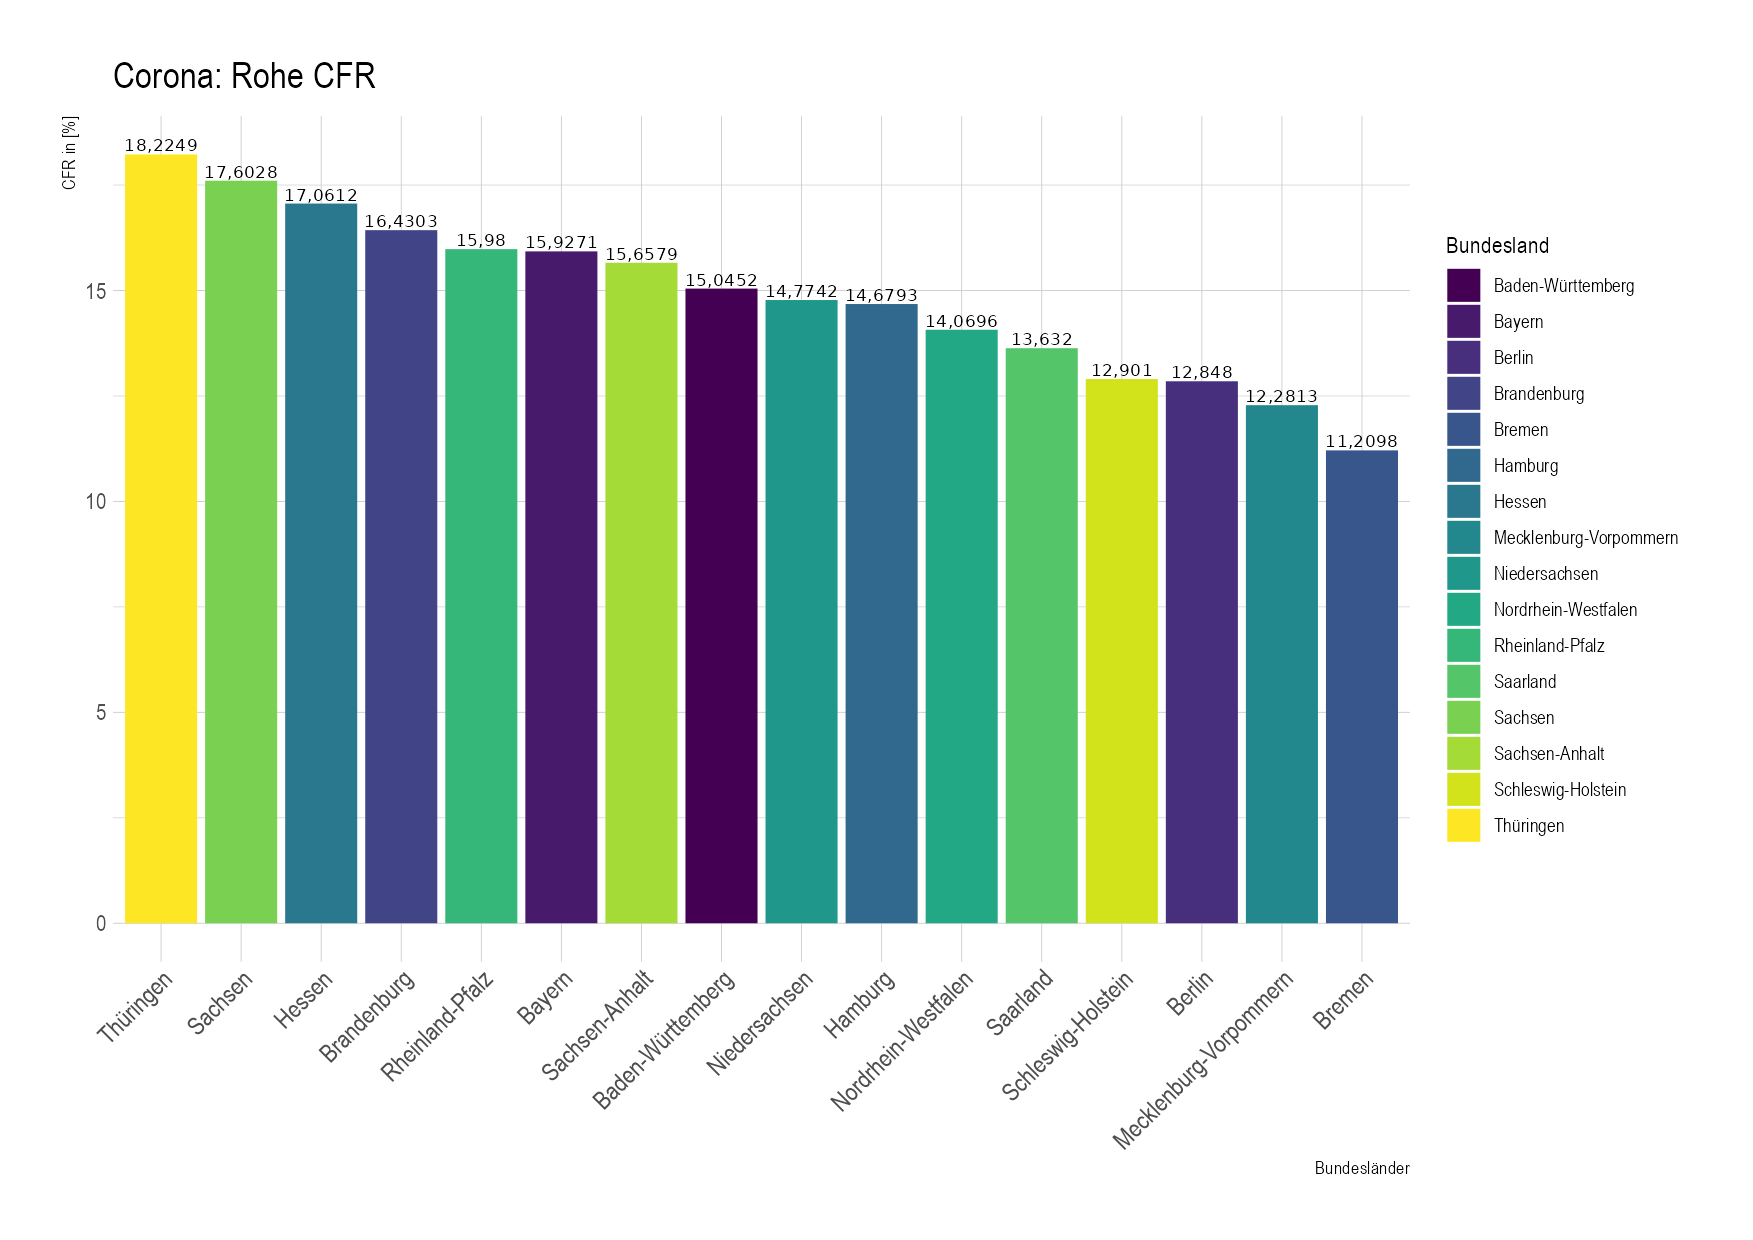 Corona: Rohe CFR
CFR in [%]
18,2249
17,6028
17,0612
16,4303
15,98
15,9271
15,6579
15,0452
14,7742
14,6793
14,0696
13,632
12,901
12,848
12,2813
11,2098
15
10
5
0
Thüringen
Sachsen
Hessen
Brandenburg
Rheinland-Pfalz
Bayern
Sachsen-Anhalt
Baden-Württemberg
Niedersachsen
Hamburg
Nordrhein-Westfalen
Saarland
Schleswig-Holstein
Berlin
Mecklenburg-Vorpommern
Bremen
Bundesländer
Bundesland
Baden-Württemberg
Bayern
Berlin
Brandenburg
Bremen
Hamburg
Hessen
Mecklenburg-Vorpommern
Niedersachsen
Nordrhein-Westfalen
Rheinland-Pfalz
Saarland
Sachsen
Sachsen-Anhalt
Schleswig-Holstein
Thüringen